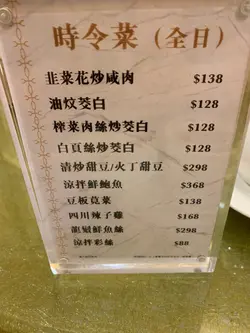 時令菜（全日）
韭菜花炒咸肉 $138
油炆茭白 $128
榨菜肉絲炒茭白 $128
白頁絲炒茭白 $128
清炒甜豆/火丁甜豆 $298
涼拌鮮鮑魚 $368
豆板莧菜 $138
四川辣子雞 $168
龍鬚鮮魚絲 $298
涼拌彩絲 $88